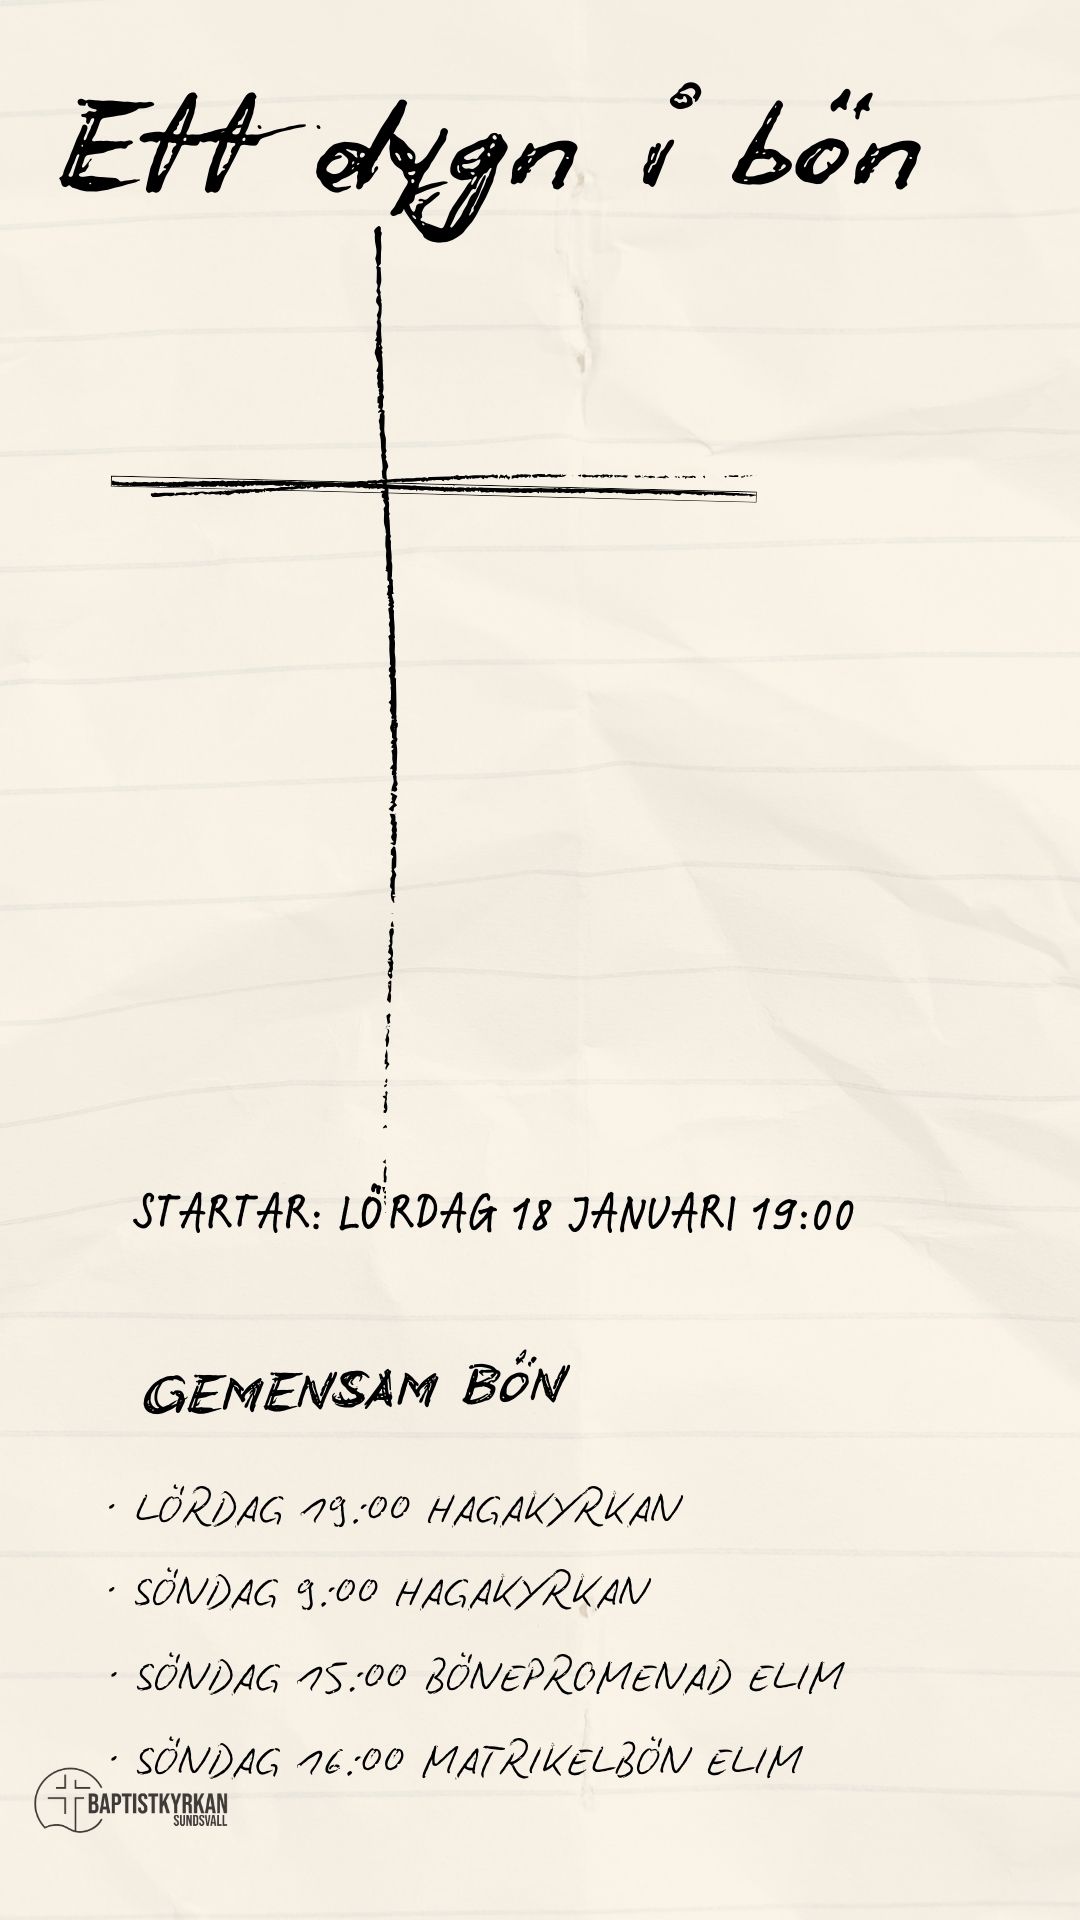 Ett dygn i bön
STARTAR: LÖRDAG 18 JANUARI 19:00
GEMENSAM BÖN
· LÖRDAG 19:00 HAGAKYRKAN
· SÖNDAG 9:00 HAGAKYRKAN
· SÖNDAG 15:00 BÖNEPROMENAD ELIM
· SÖNDAG 16:00 MATRIKELBÖN ELIM
BAPTISTKYRKAN
SUNDSVALL